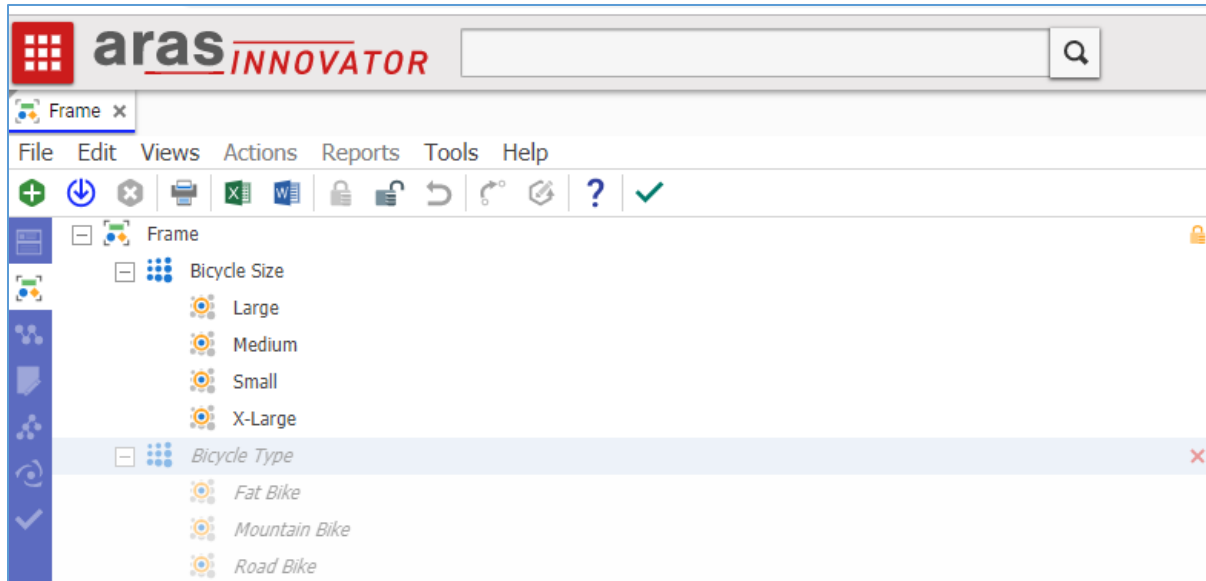 aras INNOVATOR
Frame
File Edit Views Actions Reports Tools Help
Frame
Bicycle Size
Large
Medium
Small
X-Large
Bicycle Type
Fat Bike
Mountain Bike
Road Bike